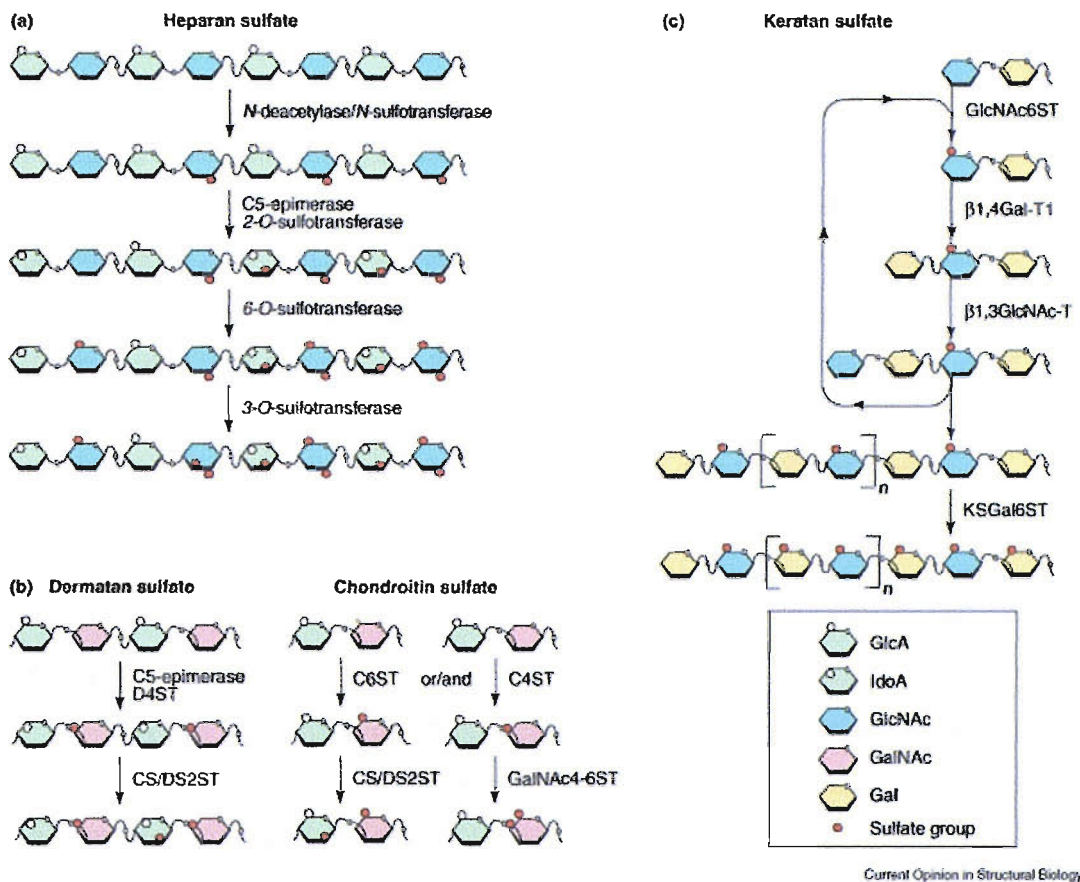 (a) Heparan sulfate
N-deacetylase/N-sulfotransferase
C5-epimerase
2-O-sulfotransferase
6-O-sulfotransferase
3-O-sulfotransferase
(b) Dermatan sulfate
C5-epimerase
D4ST
CS/DS2ST
Chondroitin sulfate
C6ST or/and C4ST
CS/DS2ST GalNAc4-6ST
(c) Keratan sulfate
GlcNAc6ST
β1,4Gal-T1
β1,3GlcNAc-T
n
KSGal6ST
n
GlcA
IdoA
GlcNAc
GalNAc
Gal
Sulfate group
Current Opinion in Structural Biology